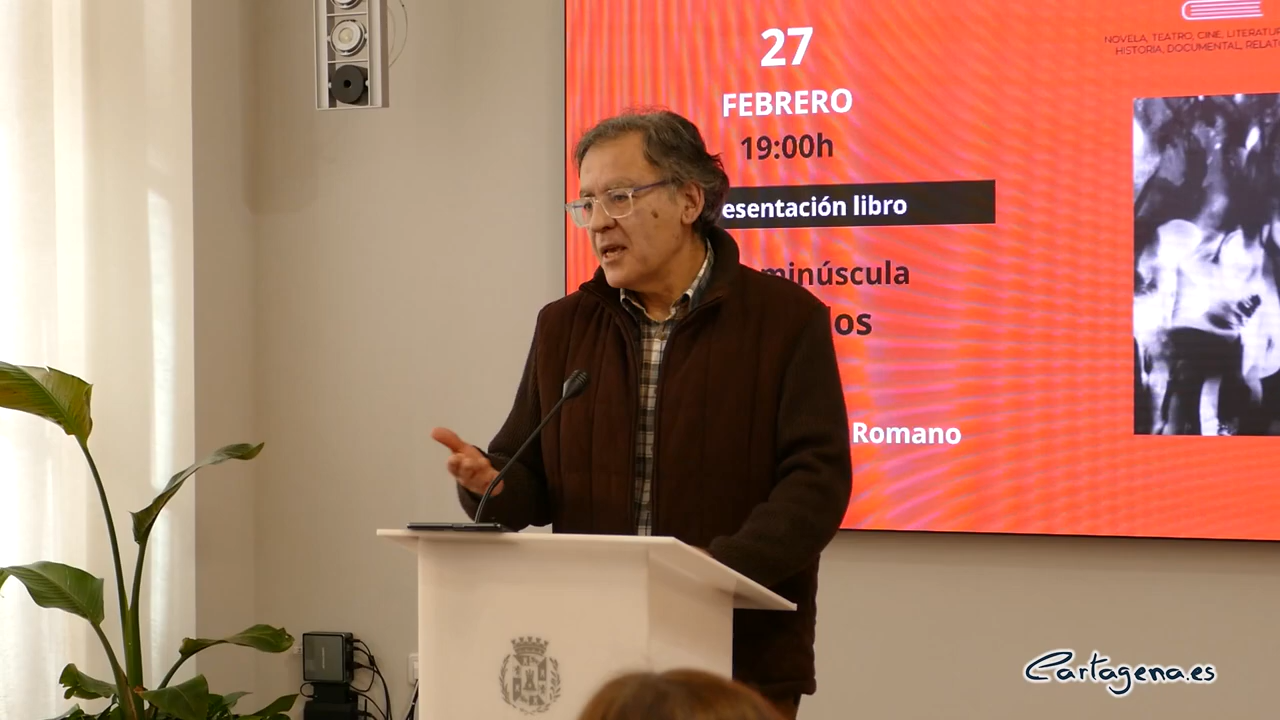 27
FEBRERO
19:00h
NOVELA, TEATRO, CINE, LITERATUR
HISTORIA, DOCUMENTAL, RELAT
esentación libro
minúscula
los
Romano
Cartagena.es